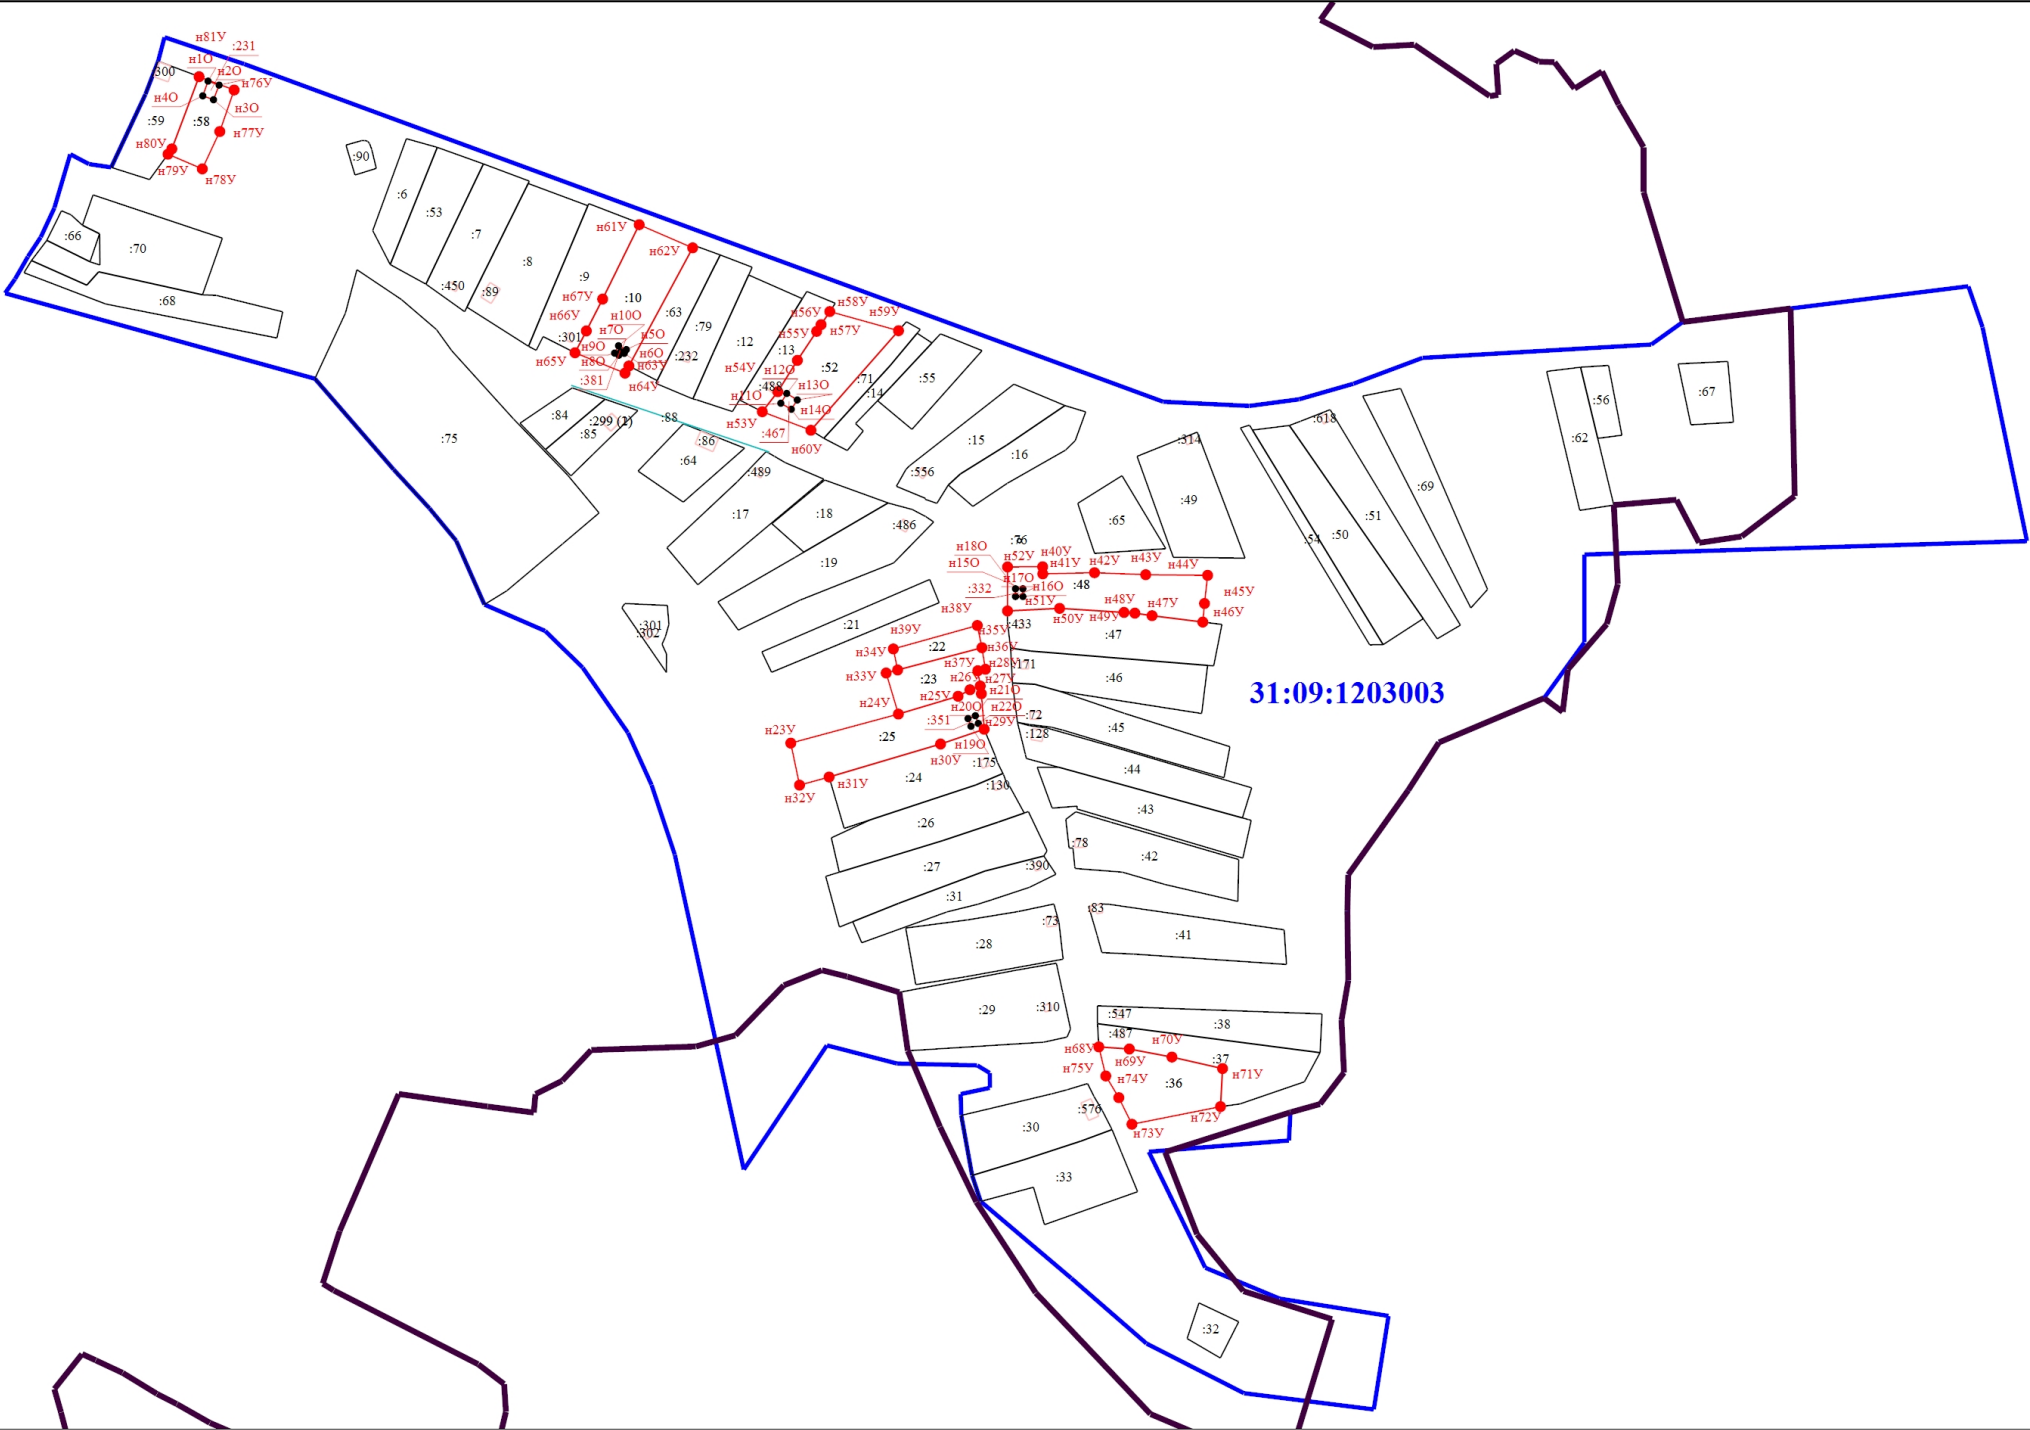 н81У
:231
н1О
300
н2О
н76У
н4О
н3О
:59
:58
н77У
н80У
н79У
н78У
:90
:6
:53
:7
:8
:66
:70
:68
:450
:89
:9
н61У
н62У
н67У
:10
н66У
н10О
:63
н7О
н5О
:301
н9О
н6О
:79
:12
н65У
н8О
н63У
:232
:381
н64У
н58У
н56У
н59У
н55У
н57У
:13
н54У
н12О
:52
:488
н13О
:71
:55
н11О
:14
н14О
н53У
:467
н60У
:75
:84
:299 (1)
:85
:88
:86
:64
:489
:17
:18
:486
:19
:15
:16
:556
:314
:49
:65
:618
:69
:51
:50
:54
:62
:56
:67
:76
н18О
н52У
н40У
н15О
н41У
н42У
н43У
н44У
н17О
:48
:332
н16О
н45У
н51У
н48У
н47У
н46У
н38У
н50У
н49У
:433
:301
:302
:21
н39У
н35У
:47
:22
н36У
н34У
н37У
н28У
:171
н33У
:23
н26У
н27У
:46
н24У
н25У
н21О
н20О
н22О
:72
:351
н29У
:45
:128
н23У
:25
н19О
н30У
:175
:44
н31У
:24
:130
н32У
:43
:26
:78
:42
:27
:390
:31
:83
:73
:41
:28
:29
:310
:547
:38
:487
н68У
н70У
н69У
:37
н75У
н74У
н71У
:36
:576
н72У
:30
н73У
:33
:32
31:09:1203003